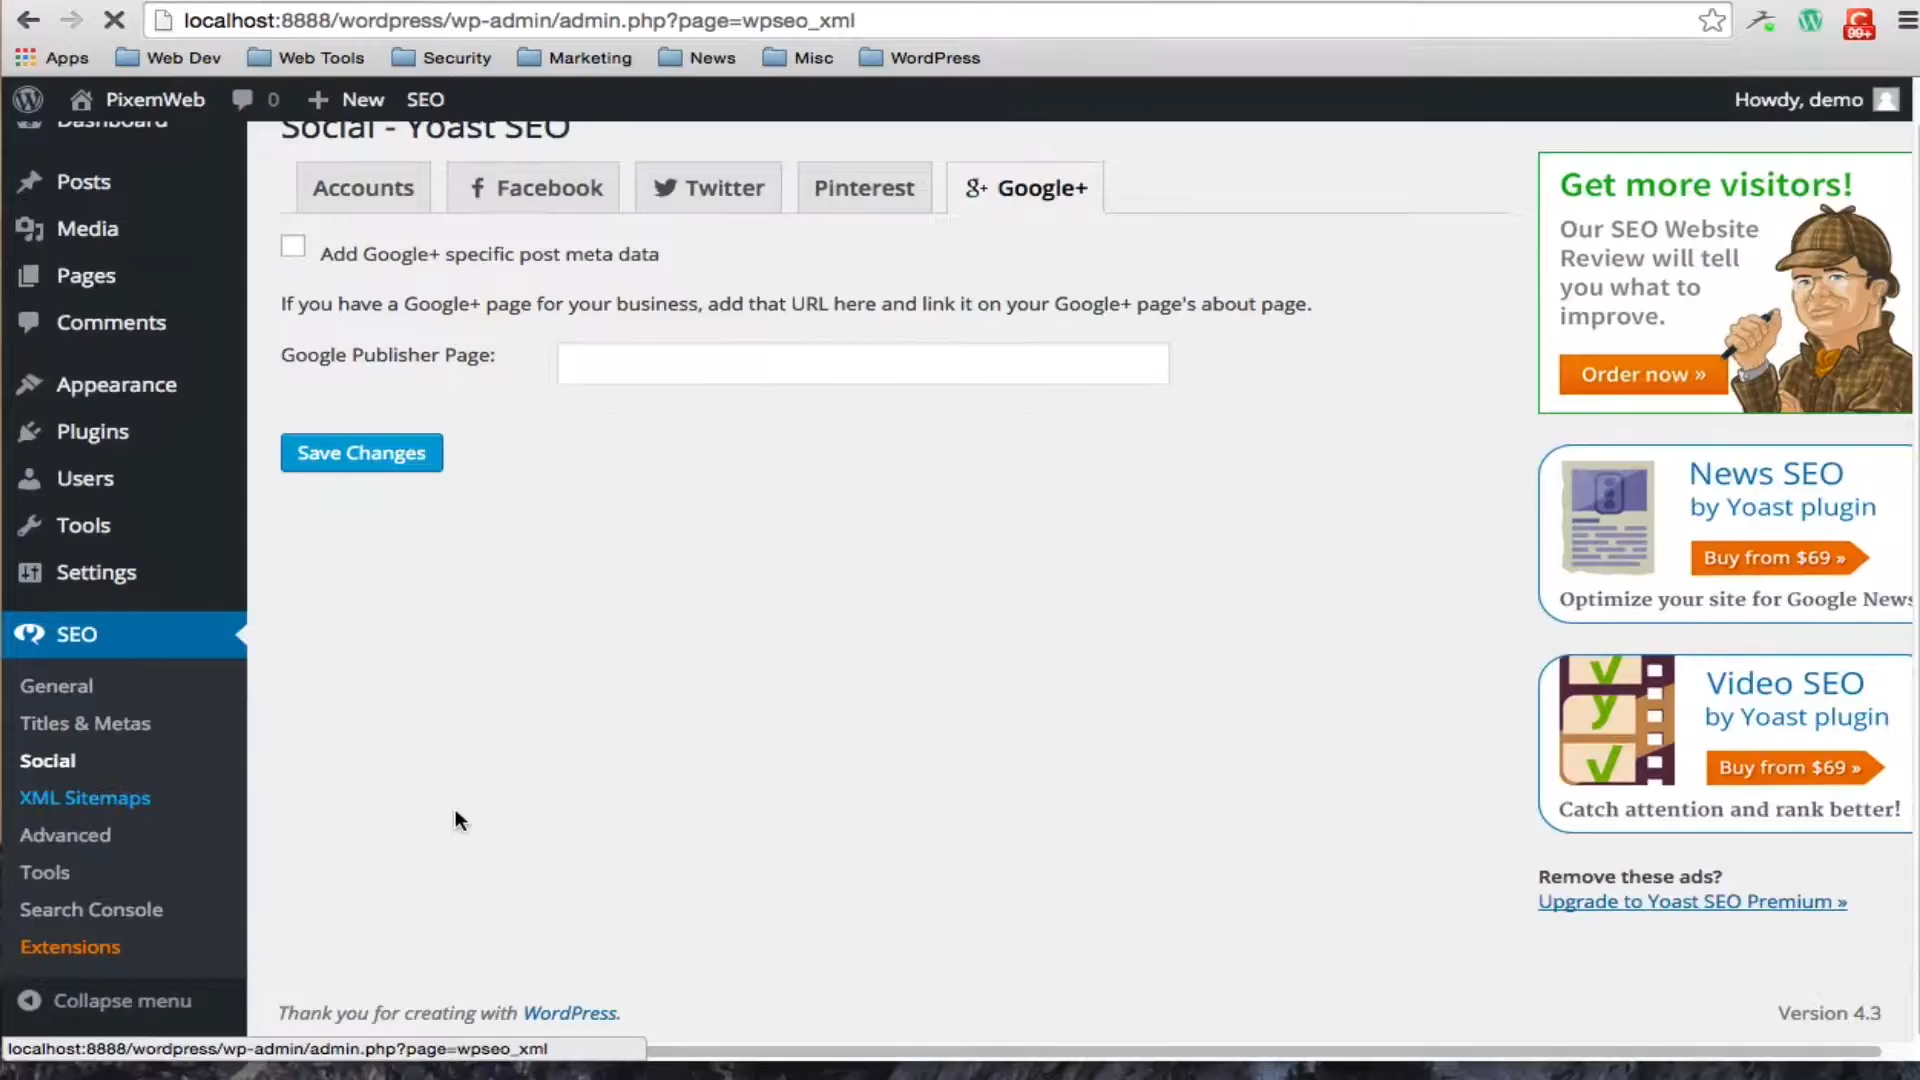 localhost:8888/wordpress/wp-admin/admin.php?page=wpseo_xml
99+
Apps Web Dev Web Tools Security Marketing News Misc WordPress
PixemWeb 0 + New SEO Howdy, demo
Dashboard
Posts
Media
Pages
Comments
Appearance
Plugins
Users
Tools
Settings
SEO
General
Titles & Metas
Social
XML Sitemaps
Advanced
Tools
Search Console
Extensions
Collapse menu
Social - Yoast SEO
Accounts Facebook Twitter Pinterest g+ Google+
Add Google+ specific post meta data
If you have a Google+ page for your business, add that URL here and link it on your Google+ page's about page.
Google Publisher Page:
Save Changes
Get more visitors!
Our SEO Website
Review will tell
you what to
improve.
Order now »
News SEO
by Yoast plugin
Buy from $69 »
Optimize your site for Google News
Video SEO
by Yoast plugin
Buy from $69 »
Catch attention and rank better!
Remove these ads?
Upgrade to Yoast SEO Premium »
Thank you for creating with WordPress.
Version 4.3
localhost:8888/wordpress/wp-admin/admin.php?page=wpseo_xml